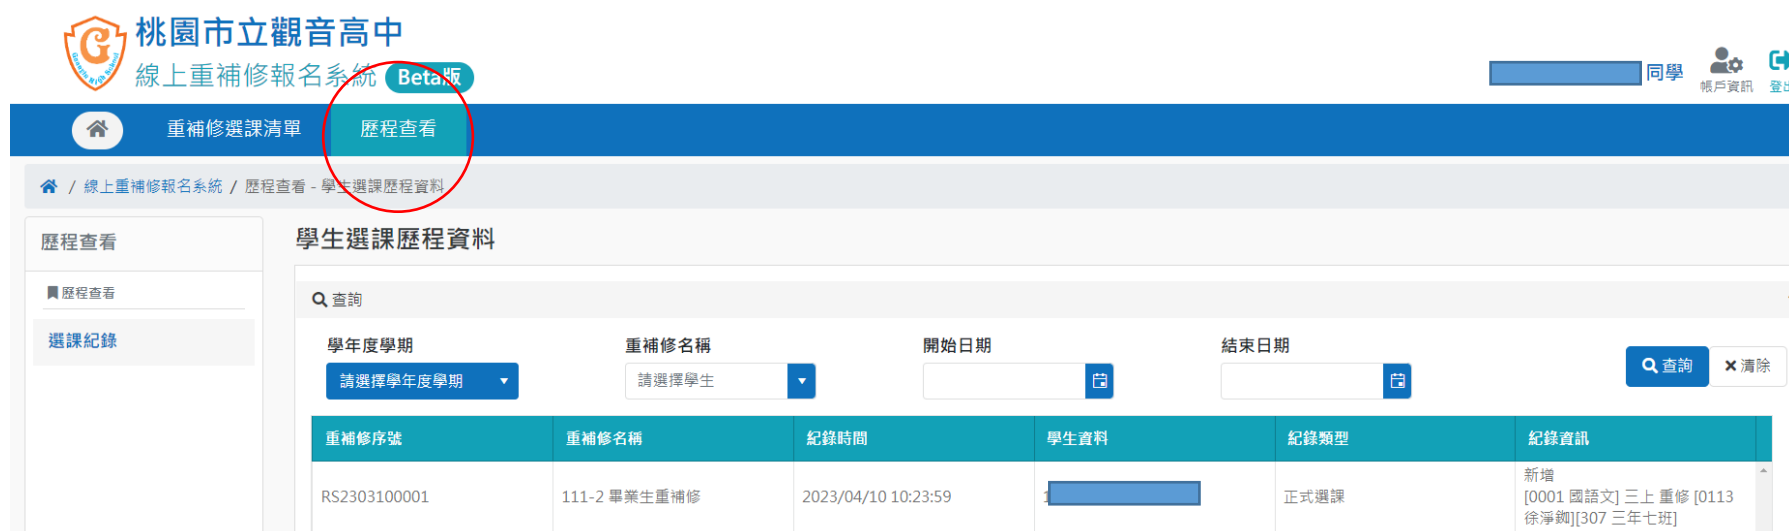 桃園市立觀音高中
線上重補修報名系統 Beta版
同學
帳戶資訊
重補修選課清單 歷程查看
/ 線上重補修報名系統 / 歷程查看 - 學生選課歷程資料
歷程查看
歷程查看
選課紀錄
學生選課歷程資料
查詢
學年度學期 重補修名稱 開始日期 結束日期
請選擇學年度學期 請選擇學生 查詢 清除
重補修序號 重補修名稱 紀錄時間 學生資料 紀錄類型 紀錄資訊
RS2303100001 111-2 畢業生重補修 2023/04/10 10:23:59 正式選課
新增
[0001 國語文] 三上 重修 [0113
徐淨鈿][307 三年七班]